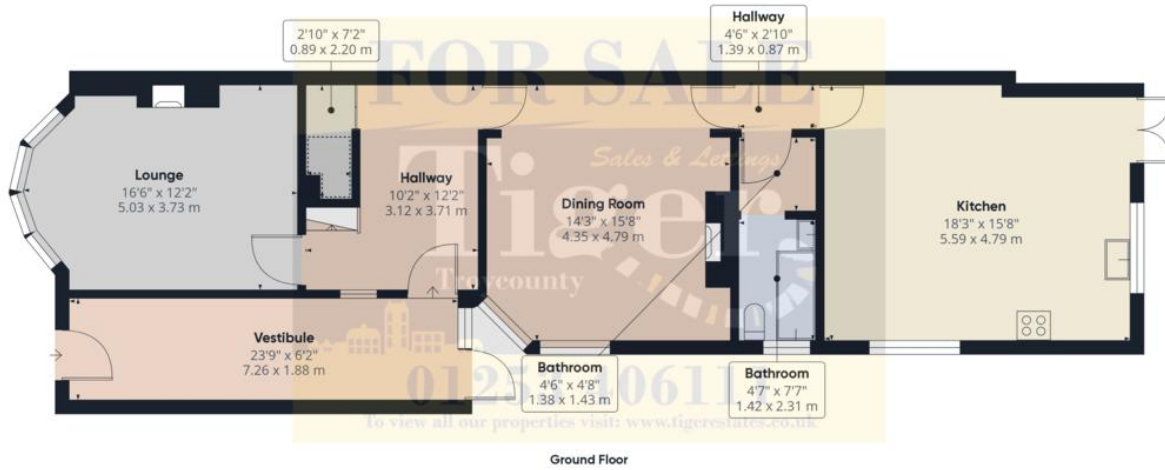 2'10" x 7'2"
0.89 x 2.20 m
Hallway
4'6" x 2'10"
1.39 x 0.87 m
FOR SALE
Lounge
16'6" x 12'2"
5.03 x 3.73 m
Hallway
10'2" x 12'2"
3.12 x 3.71 m
Sales & Lettings
Tiger
Dining Room
14'3" x 15'8"
4.35 x 4.79 m
Kitchen
18'3" x 15'8"
5.59 x 4.79 m
Troycounty
Vestibule
23'9" x 6'2"
7.26 x 1.88 m
Bathroom
4'6" x 4'8"
1.38 x 1.43 m
Bathroom
4'7" x 7'7"
1.42 x 2.31 m
To view all our properties visit: www.tigerestates.co.uk
Ground Floor